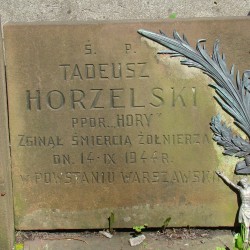 Ś. P.
TADEUSZ
HORZELSKI
PPOR. "HORY"
ZGINĄŁ ŚMIERCIĄ ŻOŁNIERZA
DN. 14·IX 1944 R.
W POWSTANIU WARSZAWSKIM